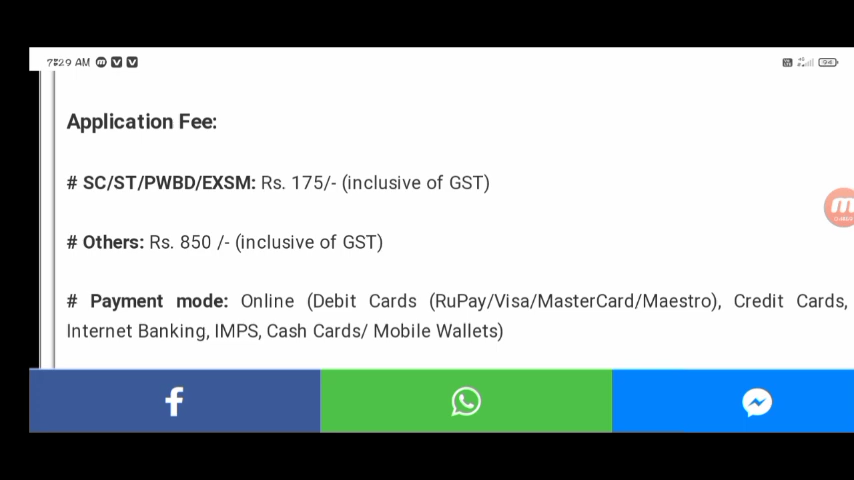 7:29 AM
Application Fee:
# SC/ST/PWBD/EXSM: Rs. 175/- (inclusive of GST)
# Others: Rs. 850 /- (inclusive of GST)
# Payment mode: Online (Debit Cards (RuPay/Visa/MasterCard/Maestro), Credit Cards,
Internet Banking, IMPS, Cash Cards/ Mobile Wallets)